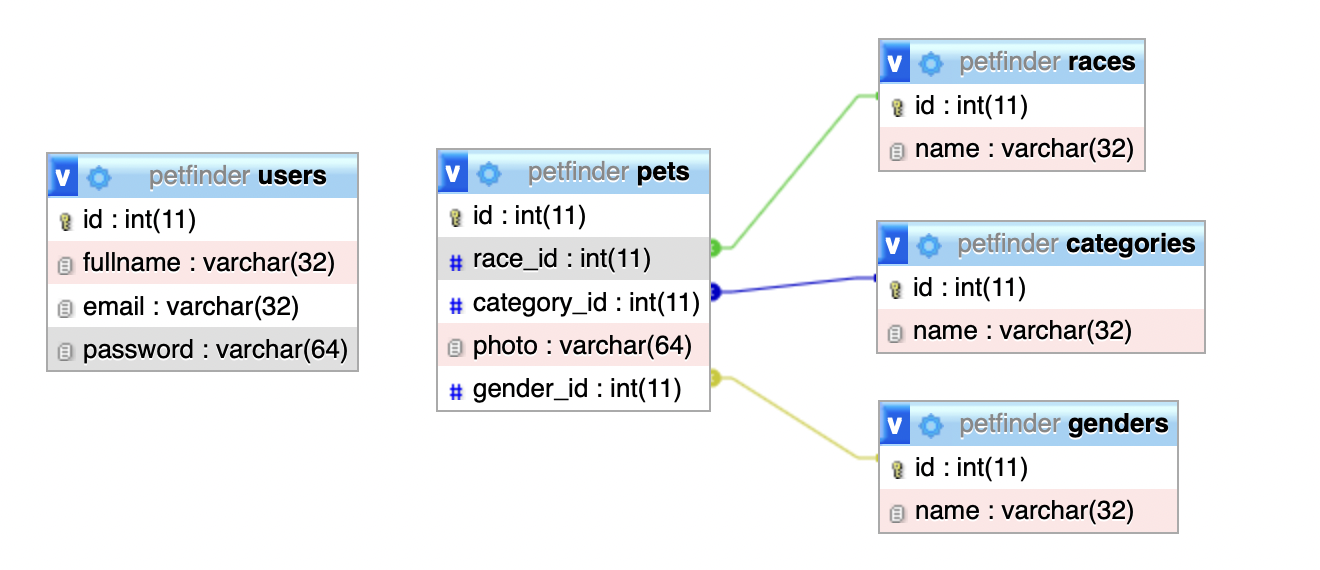 v petfinder users
id : int(11)
fullname : varchar(32)
email : varchar(32)
password : varchar(64)
v petfinder pets
id : int(11)
# race_id : int(11)
# category_id : int(11)
photo : varchar(64)
# gender_id : int(11)
v petfinder races
id : int(11)
name : varchar(32)
v petfinder categories
id : int(11)
name : varchar(32)
v petfinder genders
id : int(11)
name : varchar(32)